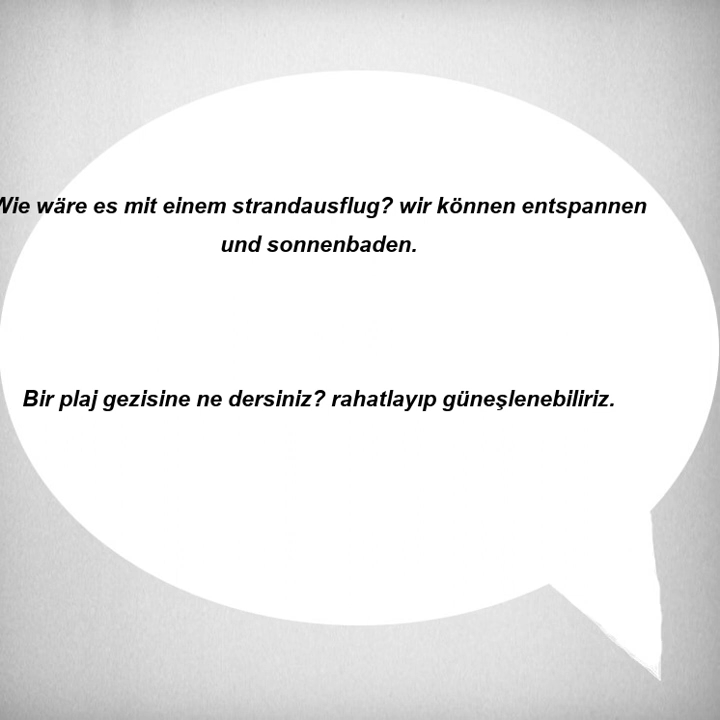 Wie wäre es mit einem strandausflug? wir können entspannen
und sonnenbaden.
Bir plaj gezisine ne dersiniz? rahatlayıp güneşlenebiliriz.